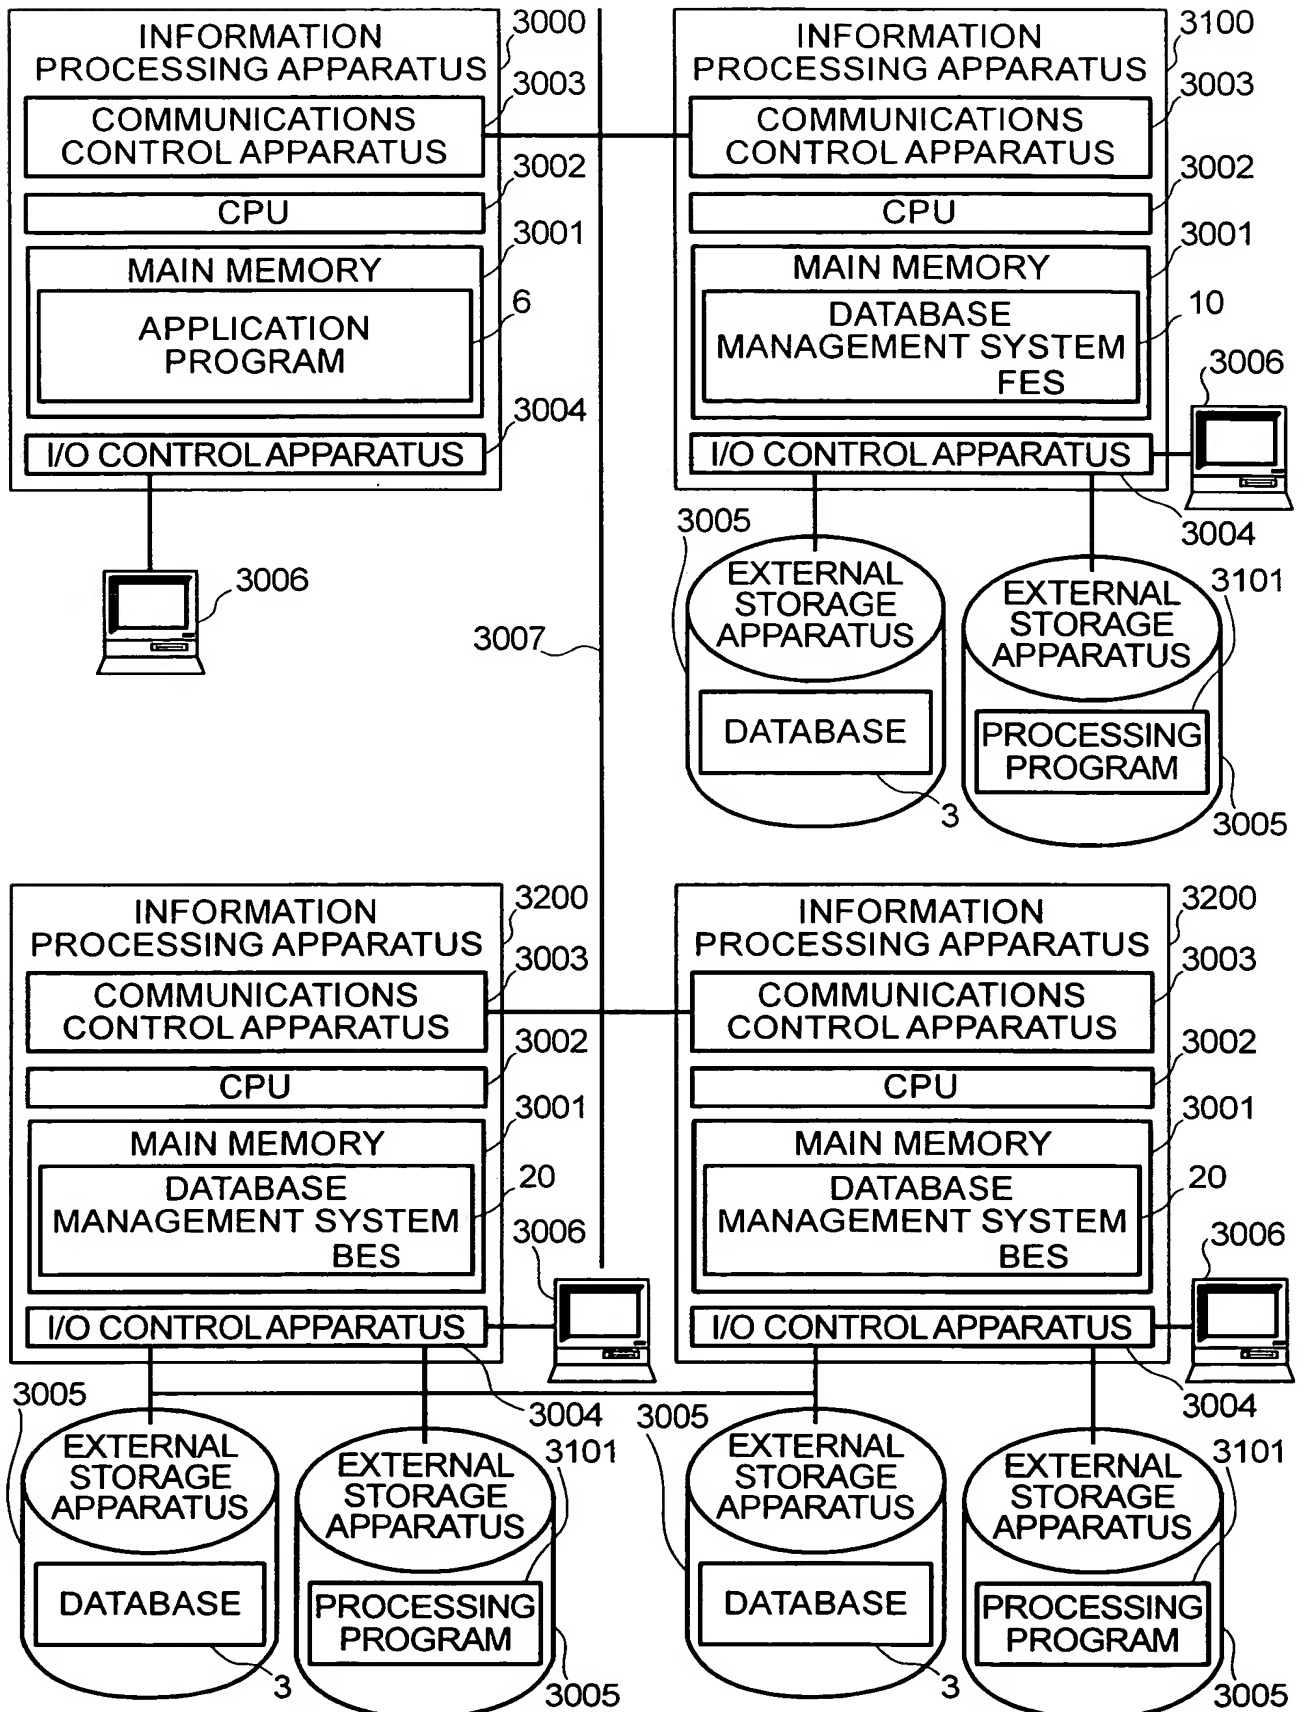 INFORMATION
PROCESSING APPARATUS
3000
3003
COMMUNICATIONS
CONTROL APPARATUS
3002
CPU
3001
MAIN MEMORY
6
APPLICATION
PROGRAM
3004
I/O CONTROL APPARATUS
3006
3007
INFORMATION
PROCESSING APPARATUS
3100
3003
COMMUNICATIONS
CONTROL APPARATUS
3002
CPU
3001
MAIN MEMORY
10
DATABASE
MANAGEMENT SYSTEM
FES
3006
I/O CONTROL APPARATUS
3004
3005
EXTERNAL
STORAGE
APPARATUS
DATABASE
3
3101
EXTERNAL
STORAGE
APPARATUS
PROCESSING
PROGRAM
3005
INFORMATION
PROCESSING APPARATUS
3200
3003
COMMUNICATIONS
CONTROL APPARATUS
3002
CPU
3001
MAIN MEMORY
20
DATABASE
MANAGEMENT SYSTEM
BES
3006
I/O CONTROL APPARATUS
3004
3005
EXTERNAL
STORAGE
APPARATUS
DATABASE
3
3101
EXTERNAL
STORAGE
APPARATUS
PROCESSING
PROGRAM
3005
INFORMATION
PROCESSING APPARATUS
3200
3003
COMMUNICATIONS
CONTROL APPARATUS
3002
CPU
3001
MAIN MEMORY
20
DATABASE
MANAGEMENT SYSTEM
BES
3006
I/O CONTROL APPARATUS
3004
3005
EXTERNAL
STORAGE
APPARATUS
DATABASE
3
3101
EXTERNAL
STORAGE
APPARATUS
PROCESSING
PROGRAM
3005